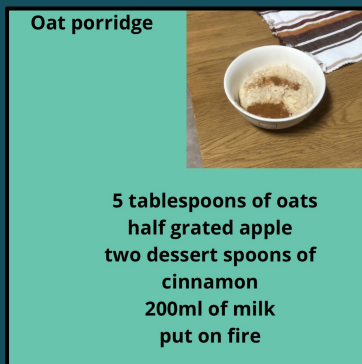 Oat porridge
5 tablespoons of oats
half grated apple
two dessert spoons of
cinnamon
200ml of milk
put on fire